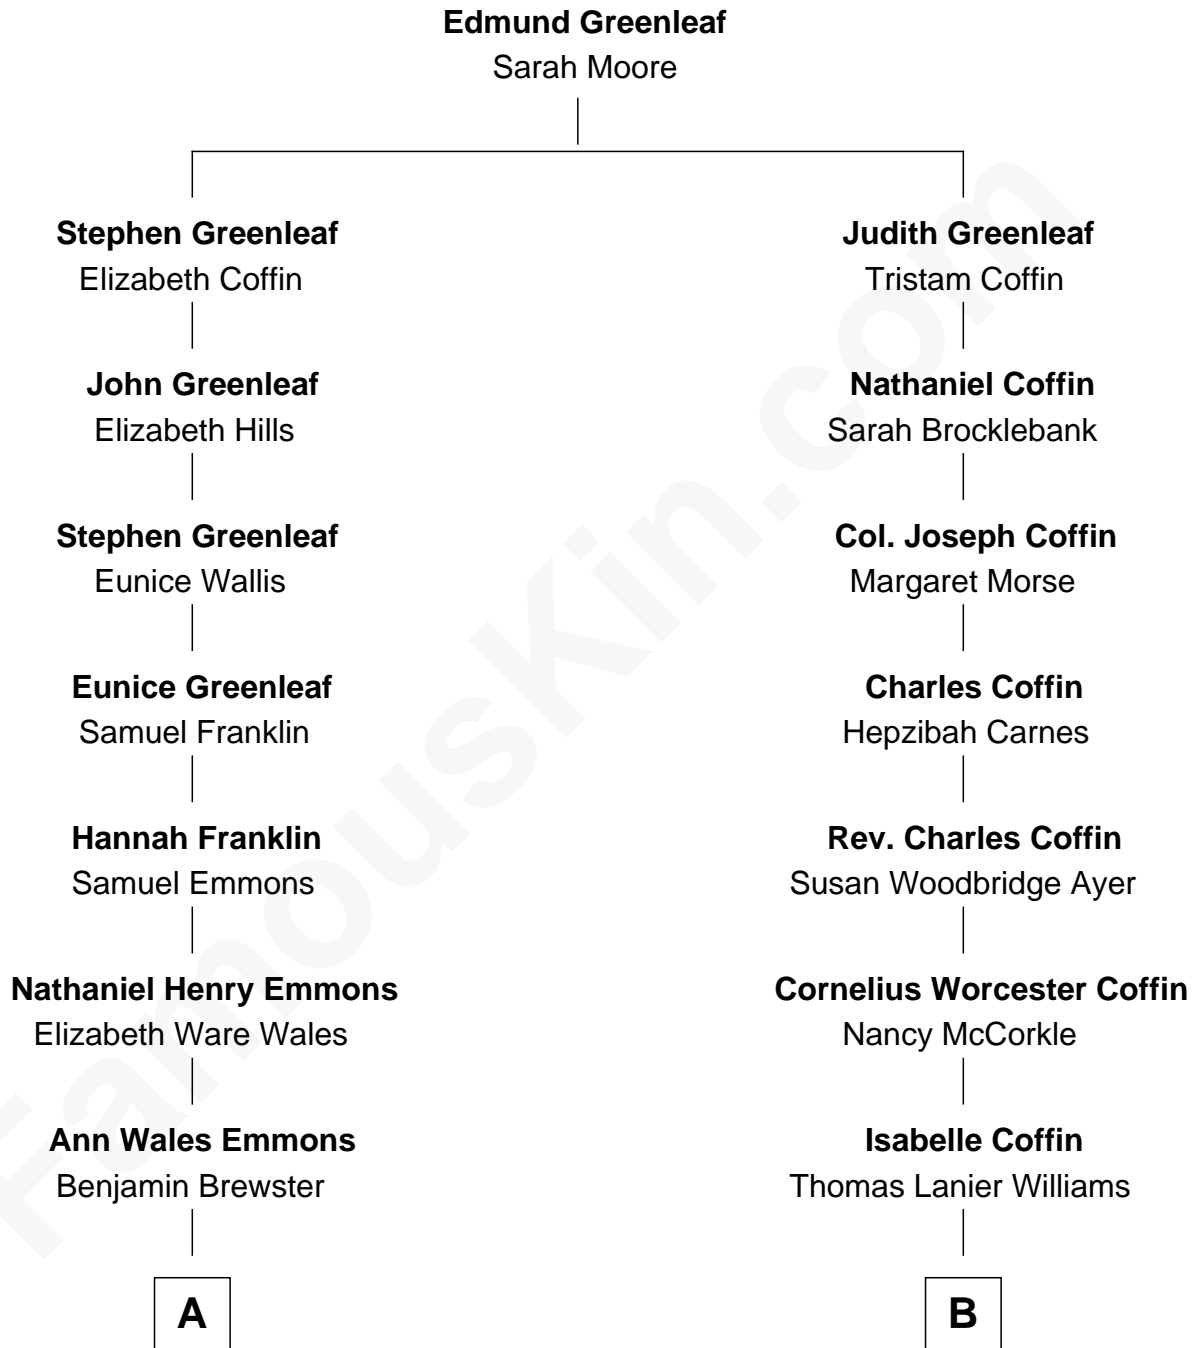 Edmund Greenleaf
Sarah Moore
Stephen Greenleaf
Elizabeth Coffin
Judith Greenleaf
Tristam Coffin
John Greenleaf
Elizabeth Hills
Nathaniel Coffin
Sarah Brocklebank
Stephen Greenleaf
Eunice Wallis
Col. Joseph Coffin
Margaret Morse
Eunice Greenleaf
Samuel Franklin
Charles Coffin
Hepzibah Carnes
Hannah Franklin
Samuel Emmons
Rev. Charles Coffin
Susan Woodbridge Ayer
Nathaniel Henry Emmons
Elizabeth Ware Wales
Cornelius Worcester Coffin
Nancy McCorkle
Ann Wales Emmons
Benjamin Brewster
Isabelle Coffin
Thomas Lanier Williams
A
B
FamousKin.com